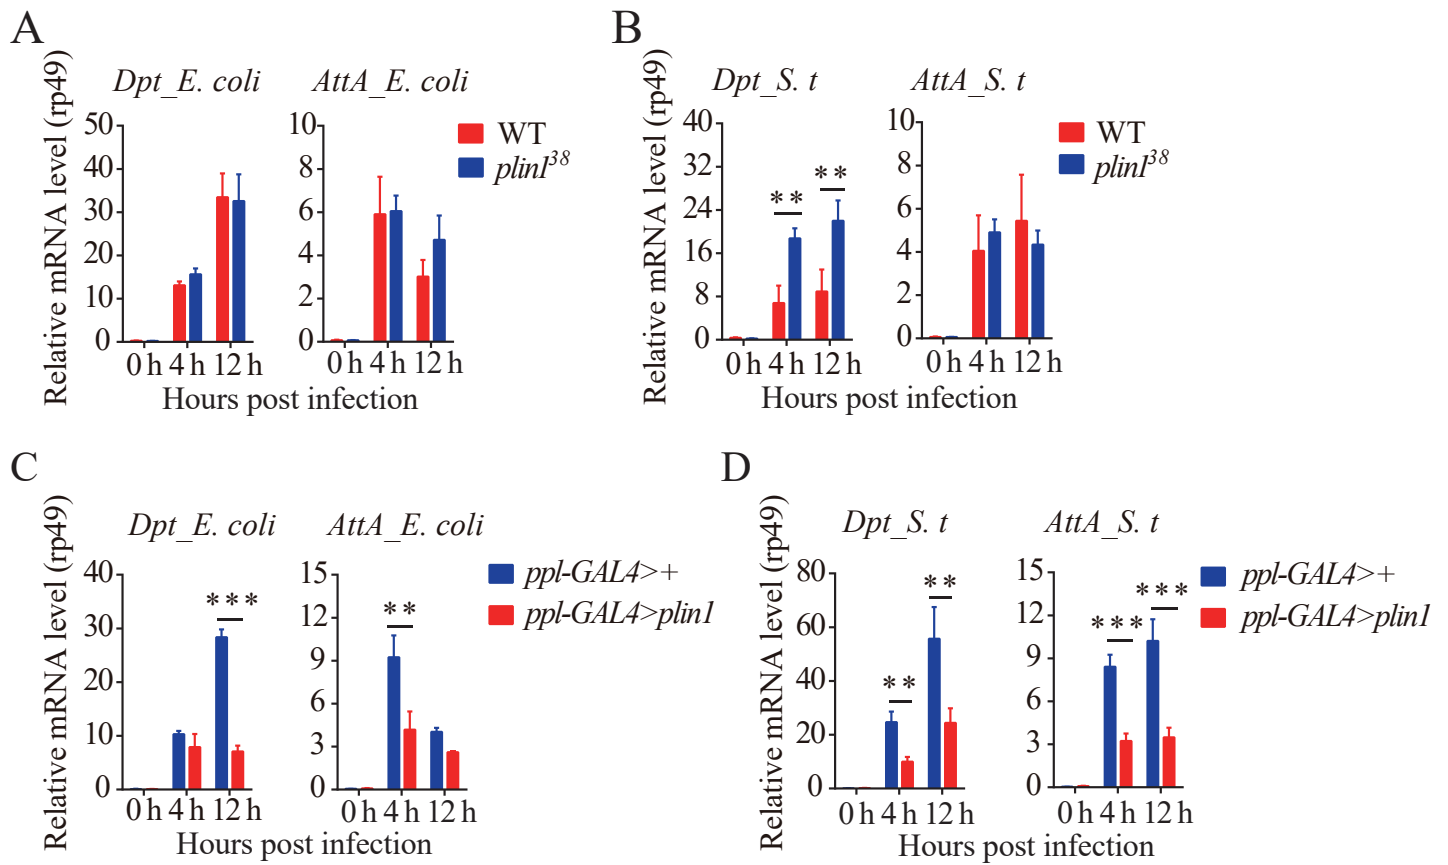 A
Relative mRNA level (rp49)
Dpt_E. coli
50
40
30
20
10
0
0 h 4 h 12 h
AttA_E. coli
10
8
6
4
2
0
0 h 4 h 12 h
WT
plin1³⁸
Hours post infection
B
Relative mRNA level (rp49)
Dpt_S. t
40
32
24
16
8
0
**
**
0 h 4 h 12 h
AttA_S. t
10
8
6
4
2
0
0 h 4 h 12 h
WT
plin1³⁸
Hours post infection
C
Relative mRNA level (rp49)
Dpt_E. coli
40
30
20
10
0
***
0 h 4 h 12 h
AttA_E. coli
15
12
9
6
3
0
**
0 h 4 h 12 h
ppl-GAL4>+
ppl-GAL4>plin1
Hours post infection
D
Relative mRNA level (rp49)
Dpt_S. t
80
60
40
20
0
**
**
0 h 4 h 12 h
AttA_S. t
15
12
9
6
3
0
***
***
0 h 4 h 12 h
ppl-GAL4>+
ppl-GAL4>plin1
Hours post infection